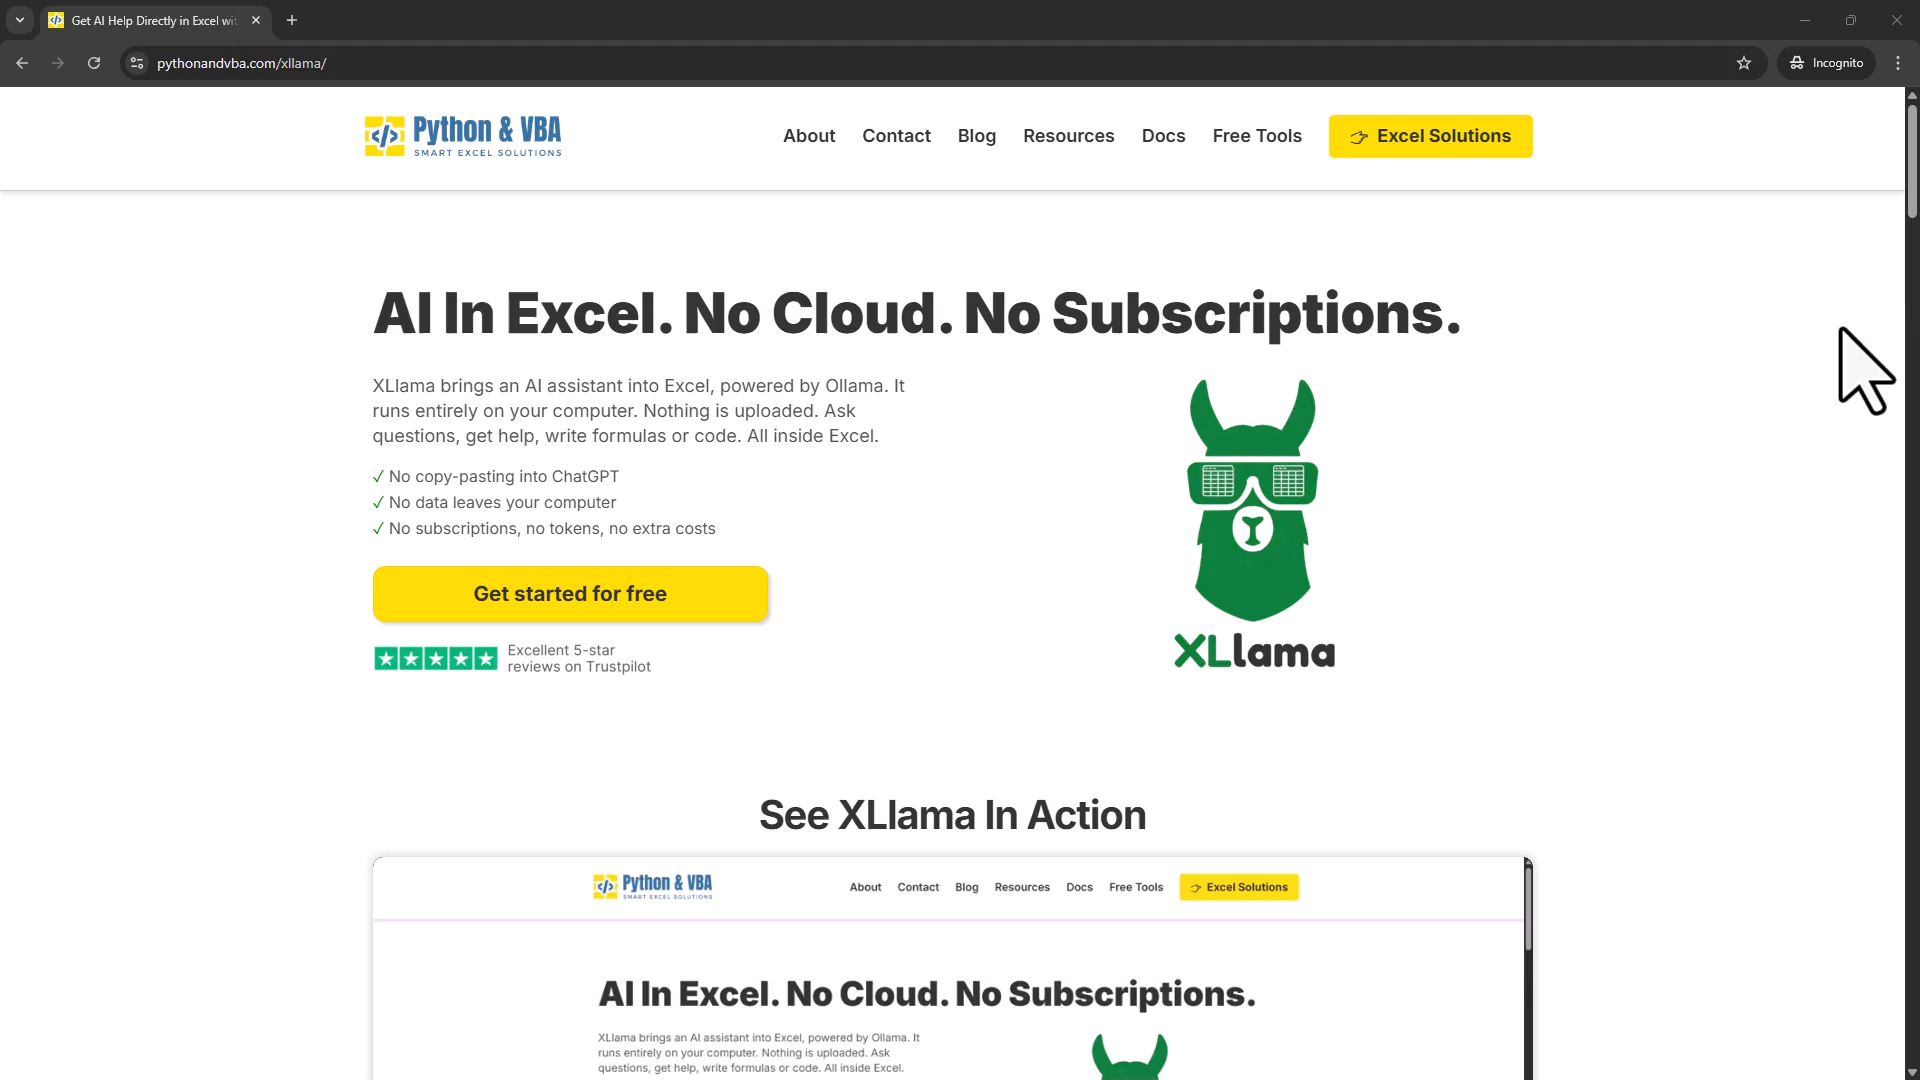 Get AI Help Directly in Excel wit
pythonandvba.com/xllama/
Incognito
Python & VBA
SMART EXCEL SOLUTIONS
About
Contact
Blog
Resources
Docs
Free Tools
Excel Solutions
AI In Excel. No Cloud. No Subscriptions.
XLlama brings an AI assistant into Excel, powered by Ollama. It
runs entirely on your computer. Nothing is uploaded. Ask
questions, get help, write formulas or code. All inside Excel.
✓ No copy-pasting into ChatGPT
✓ No data leaves your computer
✓ No subscriptions, no tokens, no extra costs
Get started for free
Excellent 5-star
reviews on Trustpilot
XLlama
See XLlama In Action
Python & VBA
SMART EXCEL SOLUTIONS
About
Contact
Blog
Resources
Docs
Free Tools
Excel Solutions
AI In Excel. No Cloud. No Subscriptions.
XLlama brings an AI assistant into Excel, powered by Ollama. It
runs entirely on your computer. Nothing is uploaded. Ask
questions, get help, write formulas or code. All inside Excel.